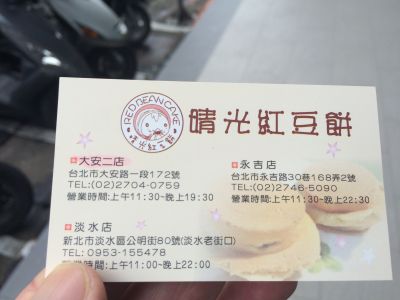 RED BEAN CAKE
晴光紅豆餅
晴光紅豆餅
大安二店
台北市大安路一段172號
TEL:(02)2704-0759
營業時間:上午11:30~晚上19:30
永吉店
台北市永吉路30巷168弄2號
TEL:(02)2746-5090
營業時間:上午11:30~晚上22:30
淡水店
新北市淡水區公明街80號(淡水老街口)
TEL: 0953-155478
營業時間:上午11:00~晚上22:00